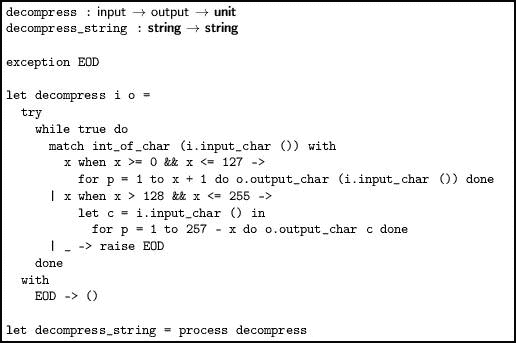 decompress : input → output → unit
decompress_string : string → string
exception EOD
let decompress i o =
try
while true do
match int_of_char (i.input_char ()) with
x when x >= 0 && x <= 127 ->
for p = 1 to x + 1 do o.output_char (i.input_char ()) done
| x when x > 128 && x <= 255 ->
let c = i.input_char () in
for p = 1 to 257 - x do o.output_char c done
| _ -> raise EOD
done
with
EOD -> ()
let decompress_string = process decompress